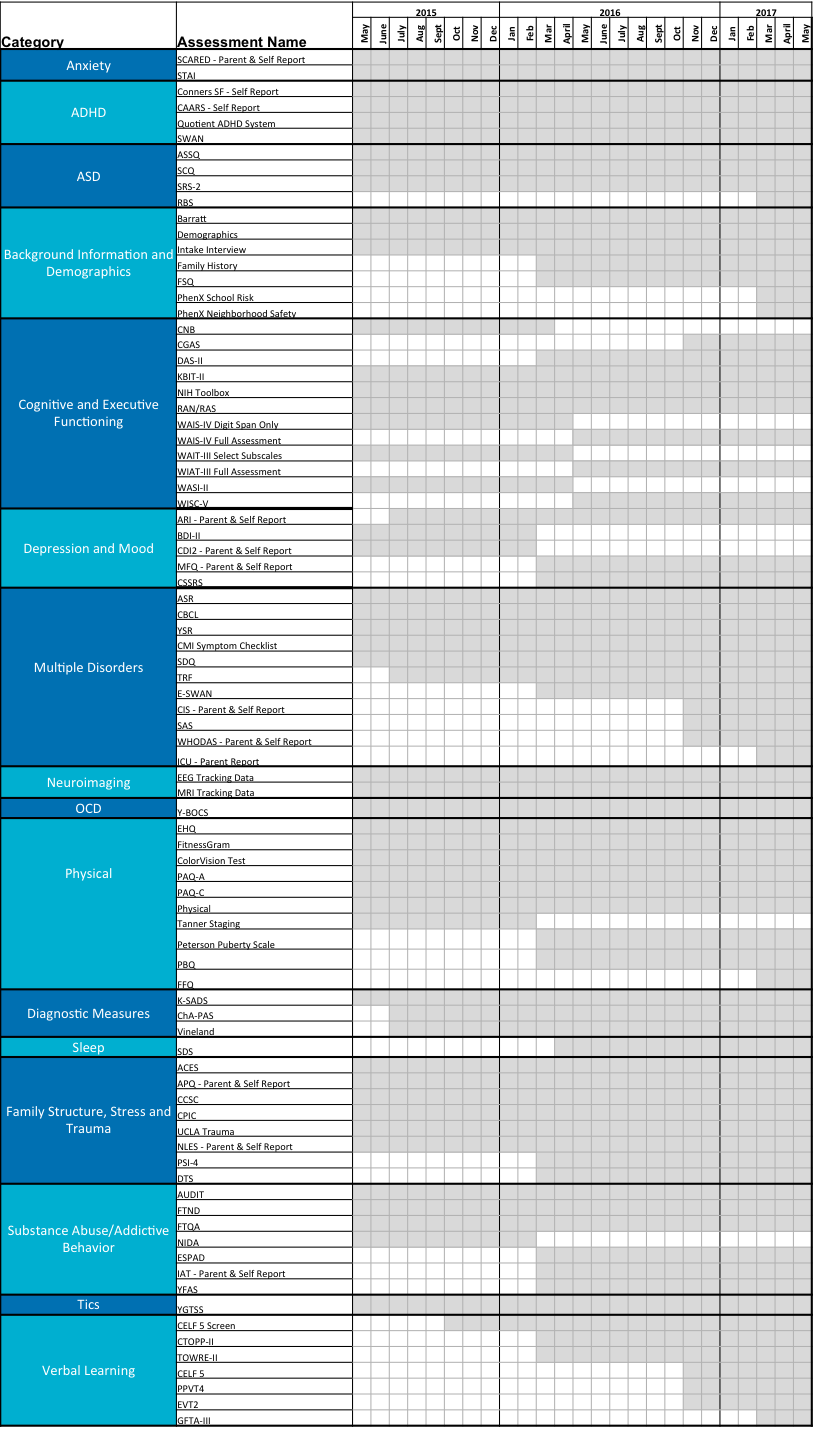 2015 2016 2017
Category Assessment Name May June July Aug Sept Oct Nov Dec Jan Feb Mar April May June July Aug Sept Oct Nov Dec Jan Feb Mar April May
Anxiety
SCARED - Parent & Self Report
STAI
ADHD
Conners SF - Self Report
CAARS - Self Report
Quotient ADHD System
SWAN
ASD
ASSQ
SCQ
SRS-2
RBS
Background Information and
Demographics
Barratt
Demographics
Intake Interview
Family History
FSQ
PhenX School Risk
PhenX Neighborhood Safety
Cognitive and Executive
Functioning
CNB
CGAS
DAS-II
KBIT-II
NIH Toolbox
RAN/RAS
WAIS-IV Digit Span Only
WAIS-IV Full Assessment
WAIT-III Select Subscales
WIAT-III Full Assessment
WASI-II
WISC-V
Depression and Mood
ARI - Parent & Self Report
BDI-II
CDI2 - Parent & Self Report
MFQ - Parent & Self Report
CSSRS
Multiple Disorders
ASR
CBCL
YSR
CMI Symptom Checklist
SDQ
TRF
E-SWAN
CIS - Parent & Self Report
SAS
WHODAS - Parent & Self Report
ICU - Parent Report
Neuroimaging
EEG Tracking Data
MRI Tracking Data
OCD
Y-BOCS
Physical
EHQ
FitnessGram
ColorVision Test
PAQ-A
PAQ-C
Physical
Tanner Staging
Peterson Puberty Scale
PBQ
FFQ
Diagnostic Measures
K-SADS
ChA-PAS
Vineland
Sleep
SDS
Family Structure, Stress and
Trauma
ACES
APQ - Parent & Self Report
CCSC
CPIC
UCLA Trauma
NLES - Parent & Self Report
PSI-4
DTS
Substance Abuse/Addictive
Behavior
AUDIT
FTND
FTQA
NIDA
ESPAD
IAT - Parent & Self Report
YFAS
Tics
YGTSS
Verbal Learning
CELF 5 Screen
CTOPP-II
TOWRE-II
CELF 5
PPVT4
EVT2
GFTA-III